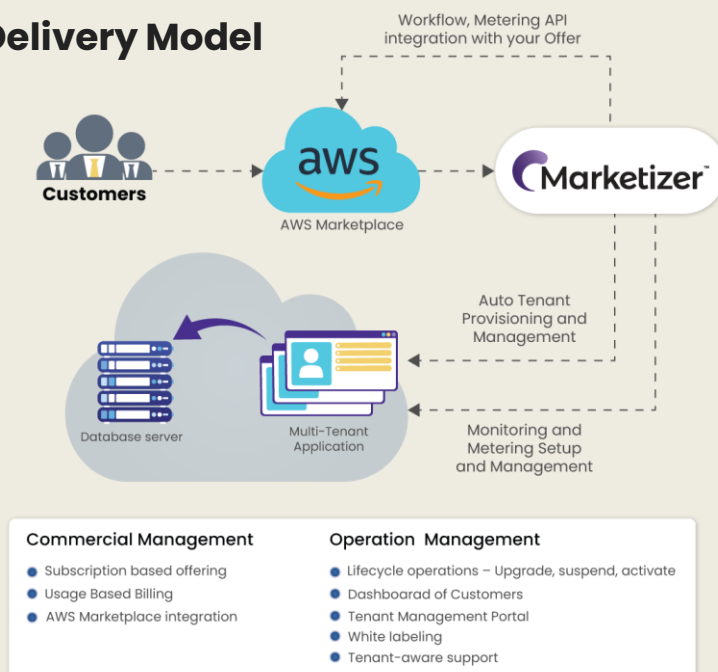 Delivery Model
Workflow, Metering API
integration with your Offer
Customers
aws
AWS Marketplace
Marketizer™
Auto Tenant
Provisioning and
Management
Database server
Multi-Tenant
Application
Monitoring and
Metering Setup
and Management
Commercial Management
Subscription based offering
Usage Based Billing
AWS Marketplace integration
Operation Management
Lifecycle operations – Upgrade, suspend, activate
Dashboarad of Customers
Tenant Management Portal
White labeling
Tenant-aware support